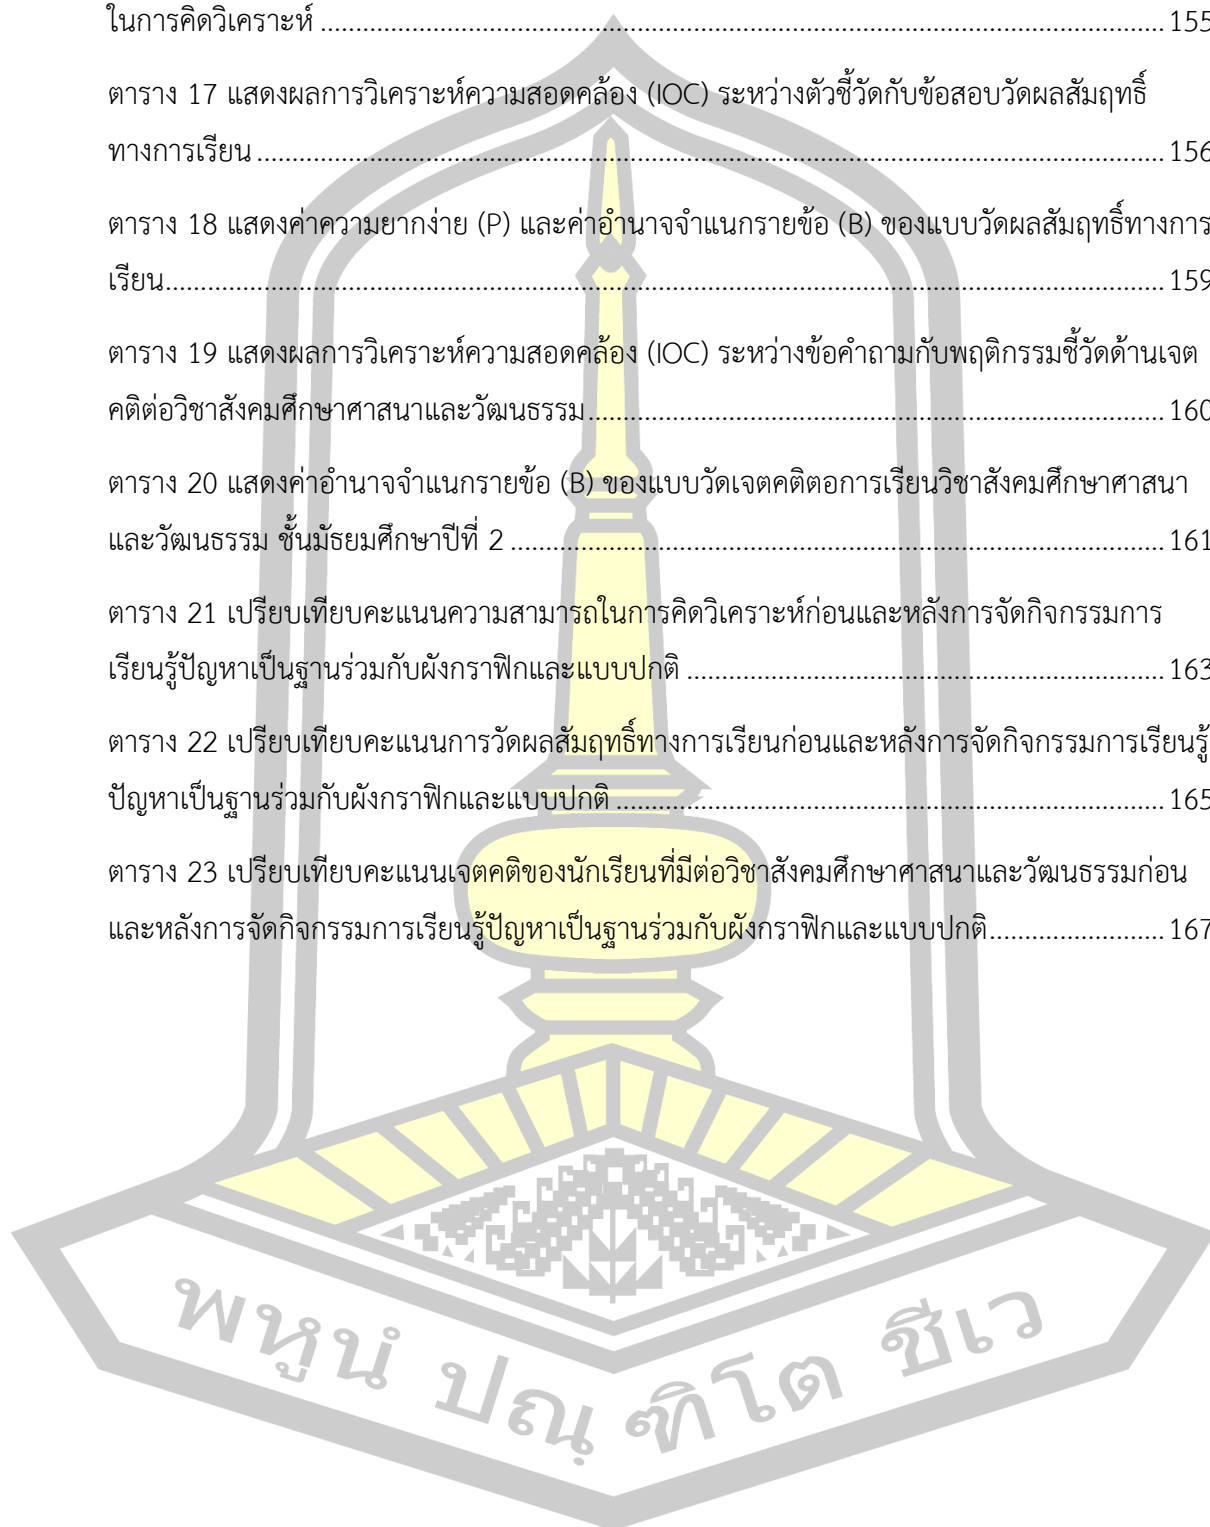 ในการคิดวิเคราะห์ ........................................................................................................................ 155
ตาราง 17 แสดงผลการวิเคราะห์ความสอดคล้อง (IOC) ระหว่างตัวชี้วัดกับข้อสอบวัดผลสัมฤทธิ์
ทางการเรียน ................................................................................................................................. 156
ตาราง 18 แสดงค่าความยากง่าย (P) และค่าอำนาจจำแนกรายข้อ (B) ของแบบวัดผลสัมฤทธิ์ทางการ
เรียน.............................................................................................................................................. 159
ตาราง 19 แสดงผลการวิเคราะห์ความสอดคล้อง (IOC) ระหว่างข้อคำถามกับพฤติกรรมชี้วัดด้านเจต
คติต่อวิชาสังคมศึกษาศาสนาและวัฒนธรรม.................................................................................. 160
ตาราง 20 แสดงค่าอำนาจจำแนกรายข้อ (B) ของแบบวัดเจตคติตอการเรียนวิชาสังคมศึกษาศาสนา
และวัฒนธรรม ชั้นมัธยมศึกษาปีที่ 2 ............................................................................................. 161
ตาราง 21 เปรียบเทียบคะแนนความสามารถในการคิดวิเคราะห์ก่อนและหลังการจัดกิจกรรมการ
เรียนรู้ปัญหาเป็นฐานร่วมกับผังกราฟิกและแบบปกติ .................................................................... 163
ตาราง 22 เปรียบเทียบคะแนนการวัดผลสัมฤทธิ์ทางการเรียนก่อนและหลังการจัดกิจกรรมการเรียนรู้
ปัญหาเป็นฐานร่วมกับผังกราฟิกและแบบปกติ .............................................................................. 165
ตาราง 23 เปรียบเทียบคะแนนเจตคติของนักเรียนที่มีต่อวิชาสังคมศึกษาศาสนาและวัฒนธรรมก่อน
และหลังการจัดกิจกรรมการเรียนรู้ปัญหาเป็นฐานร่วมกับผังกราฟิกและแบบปกติ......................... 167
พหูนํ ปณฺฑิโต ชีเว